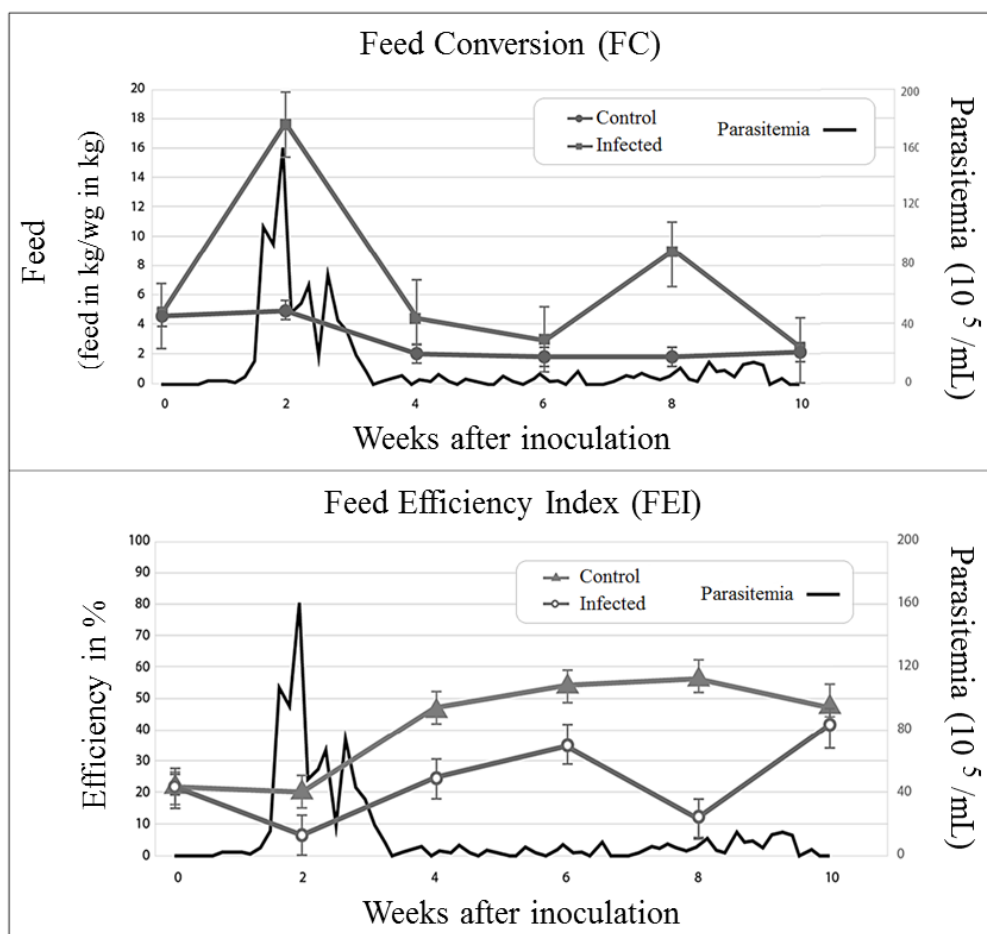 Feed Conversion (FC)
Feed
(feed in kg/wg in kg)
20
18
16
14
12
10
8
6
4
2
0
Control
Infected
Parasitemia
200
160
120
80
40
0
Parasitemia (10 5 /mL)
0 2 4 6 8 10
Weeks after inoculation
Feed Efficiency Index (FEI)
Efficiency in %
100
90
80
70
60
50
40
30
20
10
0
Control
Infected
Parasitemia
200
160
120
80
40
0
Parasitemia (10 5 /mL)
0 2 4 6 8 10
Weeks after inoculation